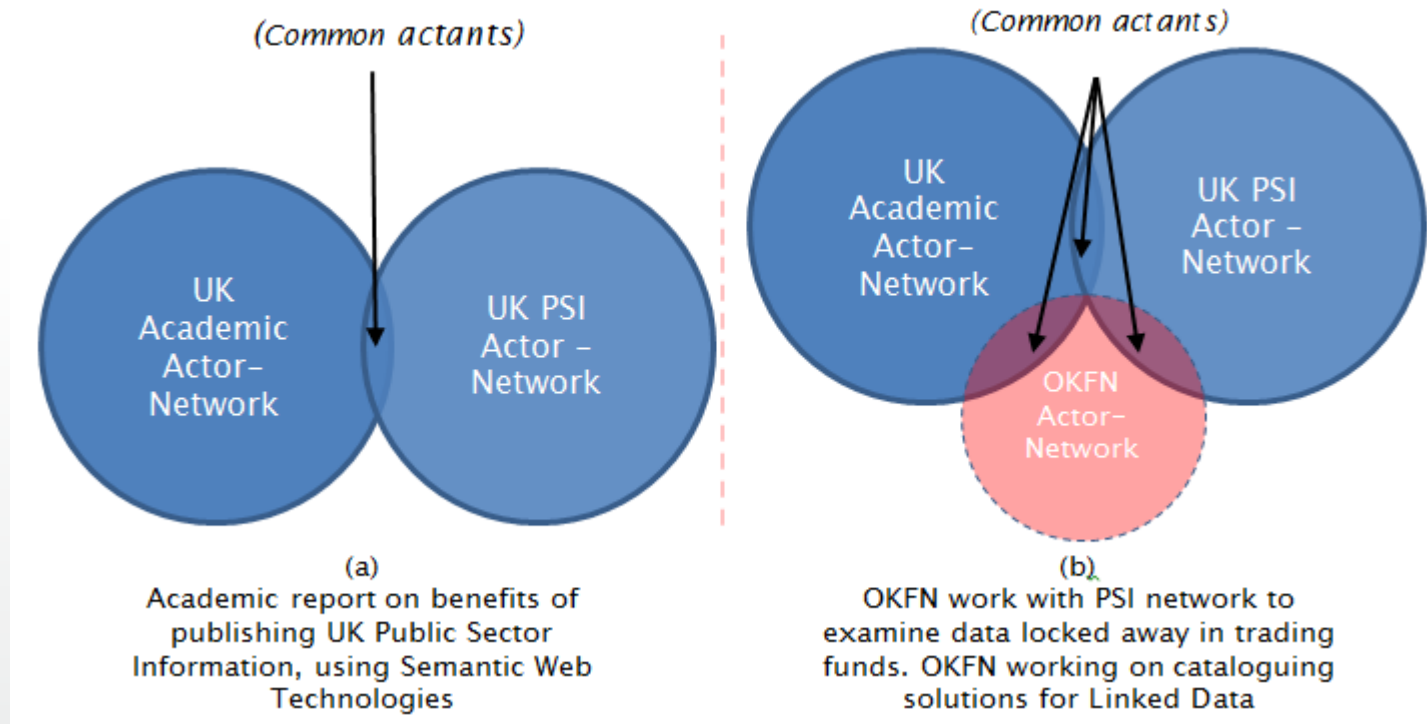 (Common actants)
UK
Academic
Actor–
Network
UK PSI
Actor –
Network
(a)
Academic report on benefits of
publishing UK Public Sector
Information, using Semantic Web
Technologies
(Common actants)
UK
Academic
Actor–
Network
UK PSI
Actor –
Network
OKFN
Actor–
Network
(b)
OKFN work with PSI network to
examine data locked away in trading
funds. OKFN working on cataloguing
solutions for Linked Data